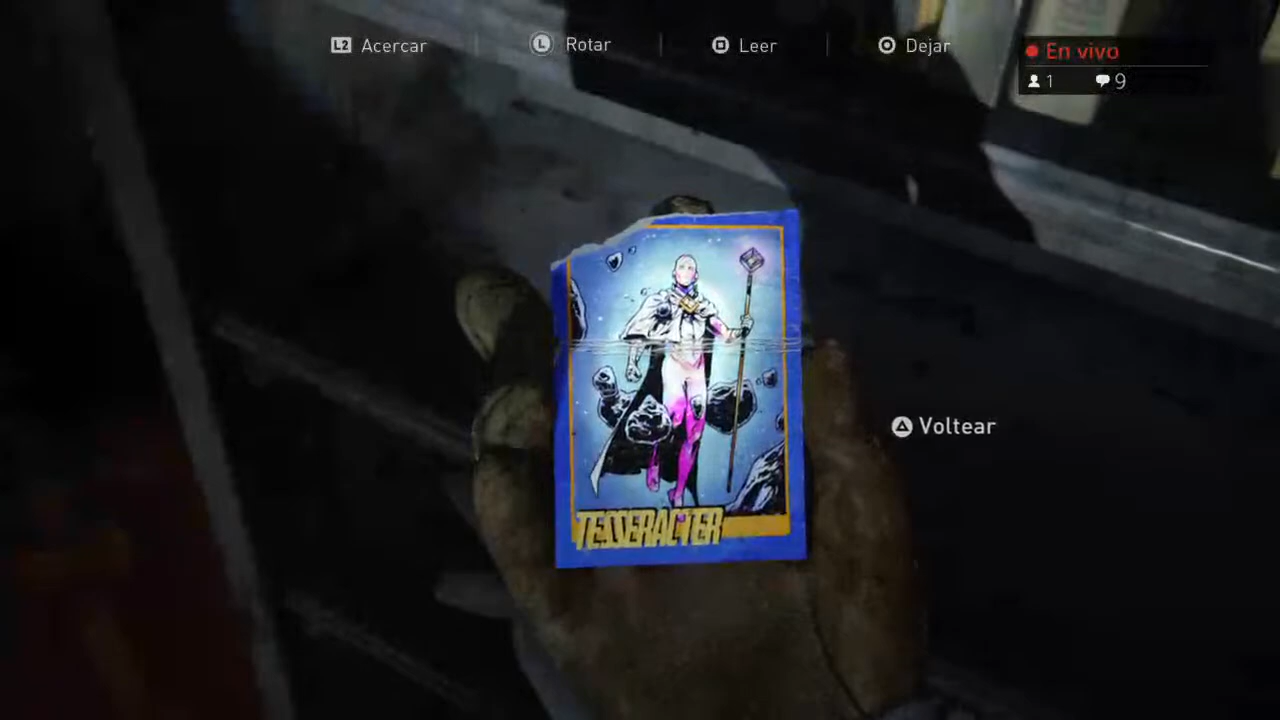 L2 Acercar
L Rotar
Leer
Dejar
En vivo
1
9
Voltear
TESSERACTER